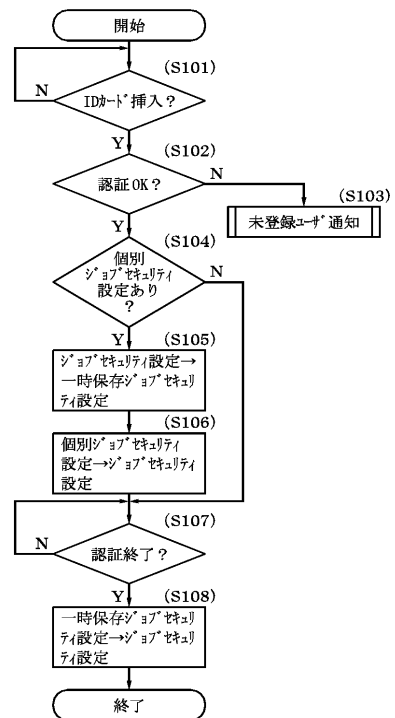 開始
(S101)
IDｶｰﾄﾞ挿入？
N
Y
(S102)
認証OK？
N
(S103)
未登録ﾕｰｻﾞ通知
Y
(S104)
個別
ｼﾞｮﾌﾞｾｷｭﾘﾃｨ
設定あり
？
N
Y
(S105)
ｼﾞｮﾌﾞｾｷｭﾘﾃｨ設定→
一時保存ｼﾞｮﾌﾞｾｷｭﾘ
ﾃｨ設定
(S106)
個別ｼﾞｮﾌﾞｾｷｭﾘﾃｨ
設定→ｼﾞｮﾌﾞｾｷｭﾘﾃｨ
設定
(S107)
認証終了？
N
Y
(S108)
一時保存ｼﾞｮﾌﾞｾｷｭﾘ
ﾃｨ設定→ｼﾞｮﾌﾞｾｷｭﾘ
ﾃｨ設定
終了